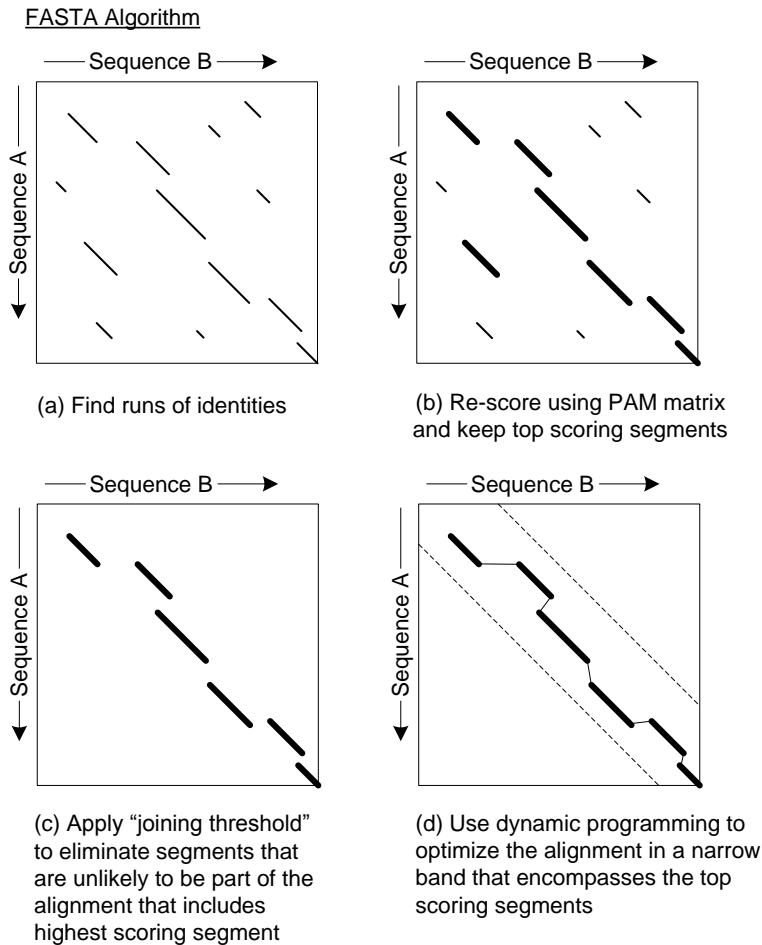 FASTA Algorithm
Sequence B
Sequence A
(a) Find runs of identities
Sequence B
Sequence A
(b) Re-score using PAM matrix
and keep top scoring segments
Sequence B
Sequence A
(c) Apply “joining threshold”
to eliminate segments that
are unlikely to be part of the
alignment that includes
highest scoring segment
Sequence B
Sequence A
(d) Use dynamic programming to
optimize the alignment in a narrow
band that encompasses the top
scoring segments